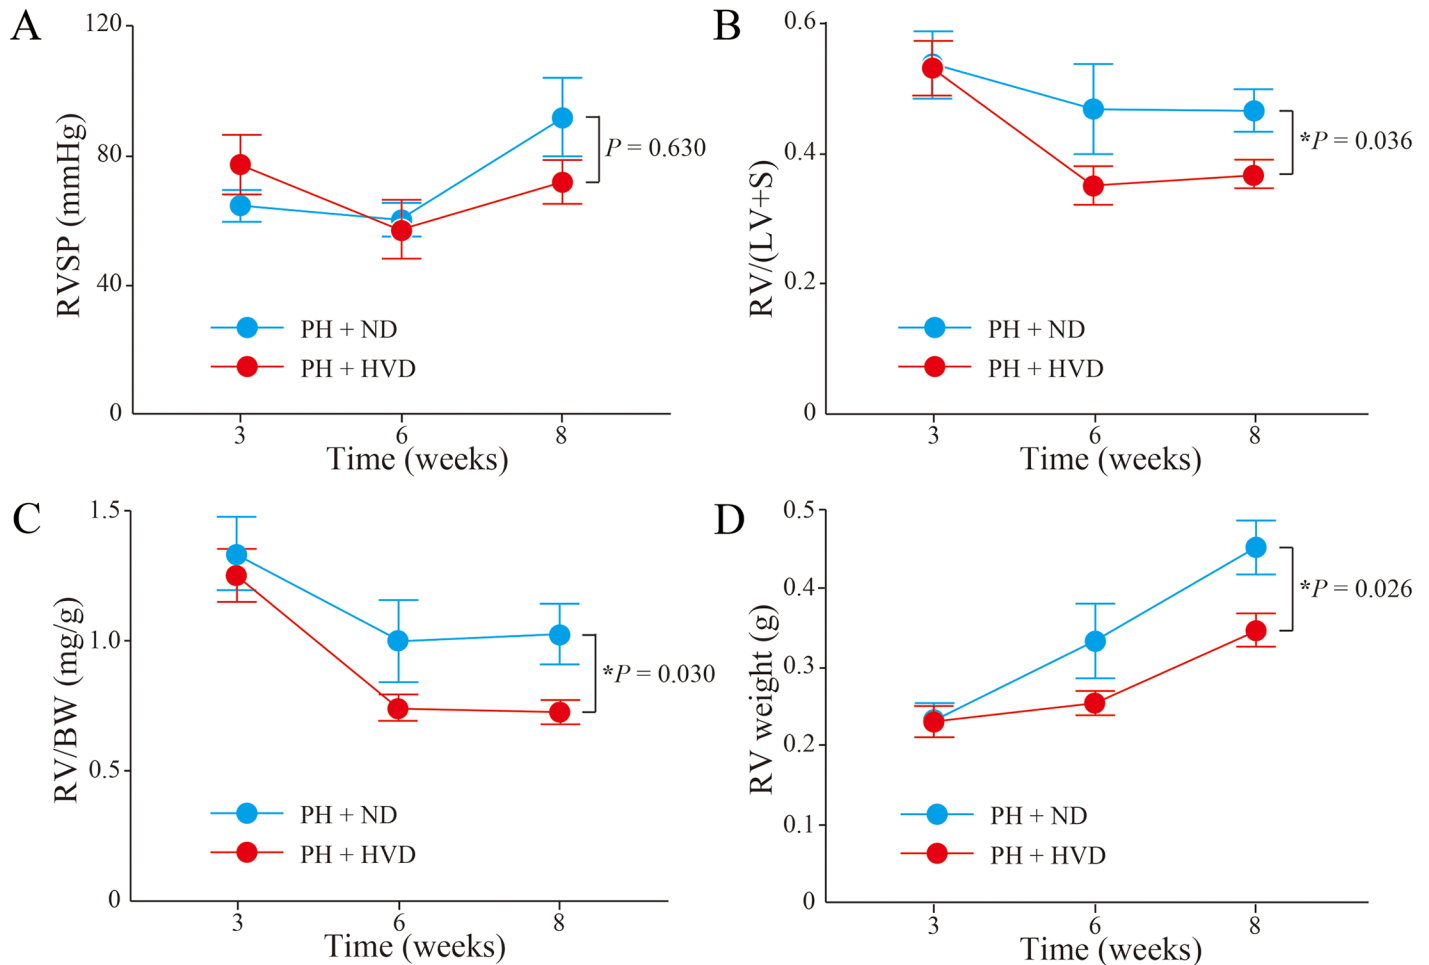 A
RVSP (mmHg)
120
80
40
0
P = 0.630
PH + ND
PH + HVD
3 6 8
Time (weeks)
B
RV/(LV+S)
0.6
0.4
0.2
0
*P = 0.036
PH + ND
PH + HVD
3 6 8
Time (weeks)
C
RV/BW (mg/g)
1.5
1.0
0.5
0
*P = 0.030
PH + ND
PH + HVD
3 6 8
Time (weeks)
D
RV weight (g)
0.5
0.4
0.3
0.2
0.1
0
*P = 0.026
PH + ND
PH + HVD
3 6 8
Time (weeks)